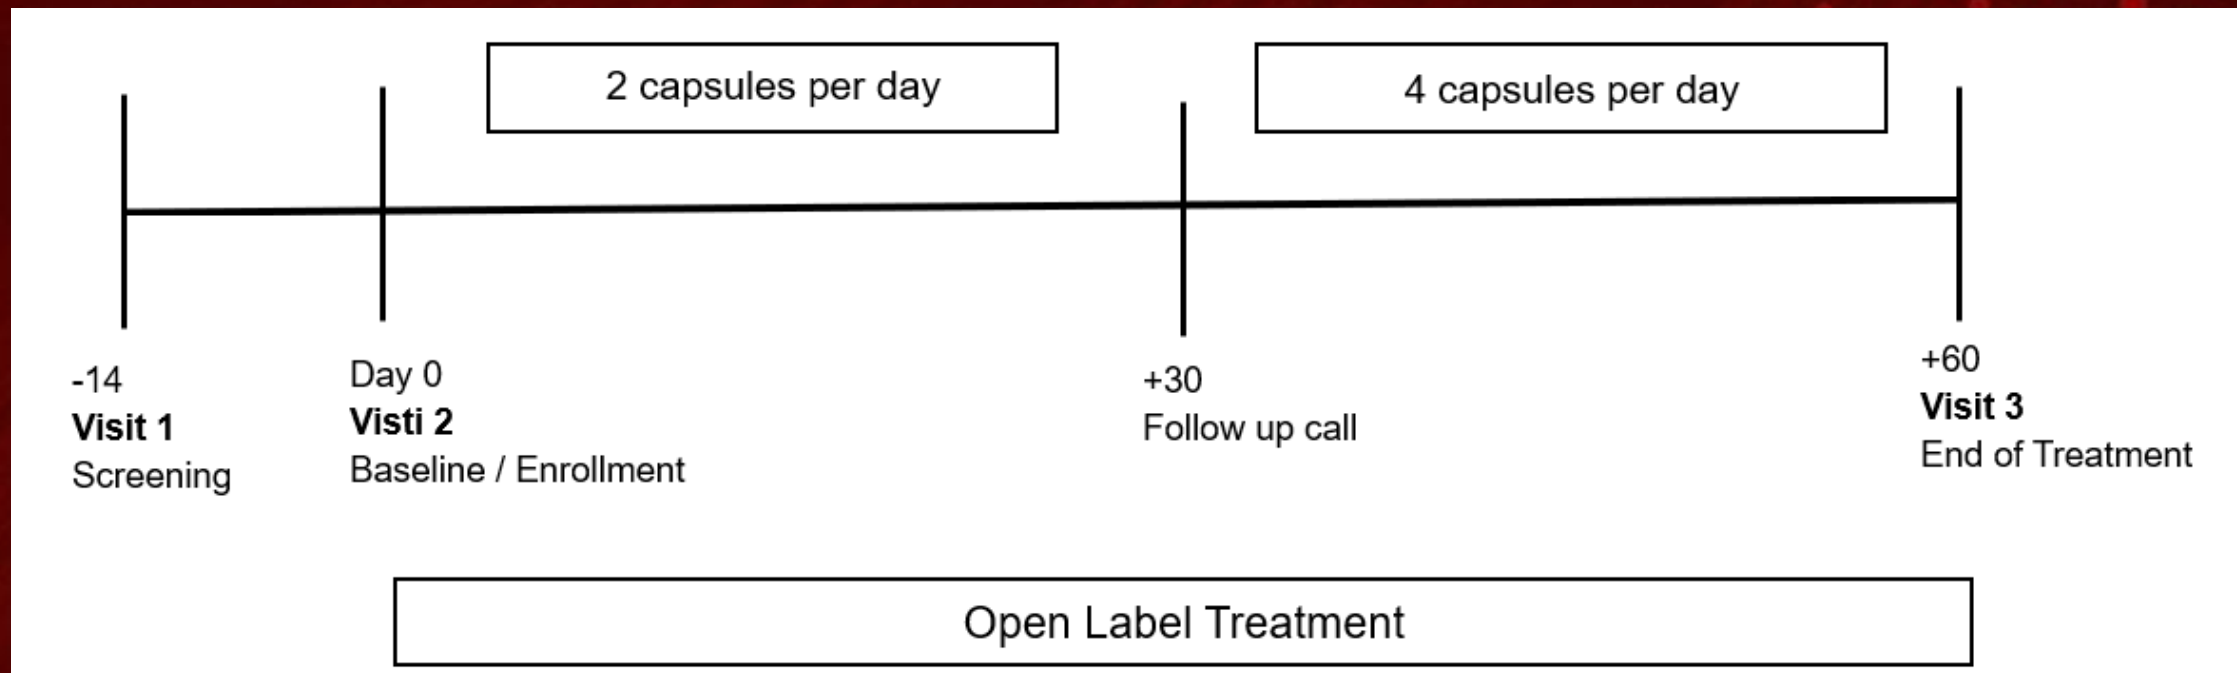 2 capsules per day
4 capsules per day
-14
Visit 1
Screening
Day 0
Visti 2
Baseline / Enrollment
+30
Follow up call
+60
Visit 3
End of Treatment
Open Label Treatment